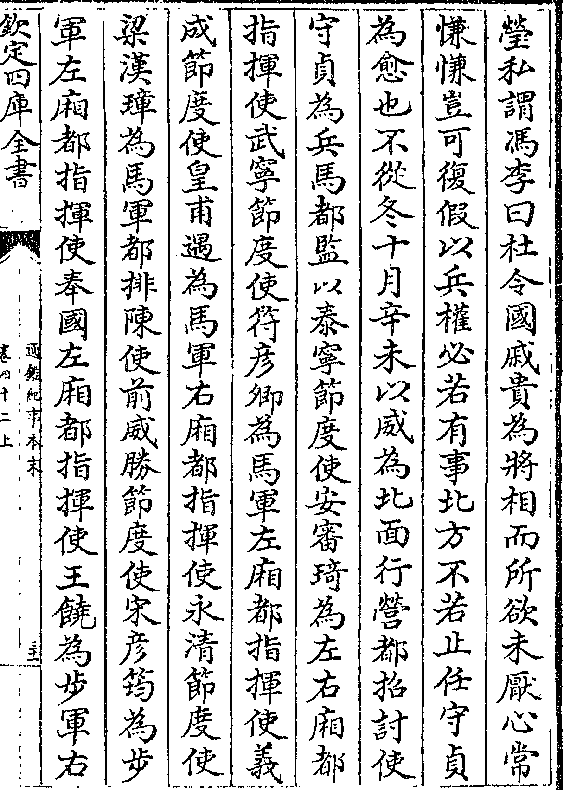 瑩私謂馮李曰杜令國戚貴為將相而所欲未厭心常
慊慊豈可復假以兵權必若有事北方不若止任守貞
為愈也不從冬十月辛未以威為北面行營都招討使
守貞為兵馬都監以泰寧節度使安審琦為左右廂都
指揮使武寧節度使符彦卿為馬軍左廂都指揮使義
成節度使皇甫遇為馬軍右廂都指揮使永清節度使
梁漢璋為馬軍都排陳使前威勝節度使宋彦筠為步
軍左廂都指揮使奉國左廂都指揮使王饒為步軍右
欽定四庫全書
通鑑紀事本末
卷四十二上